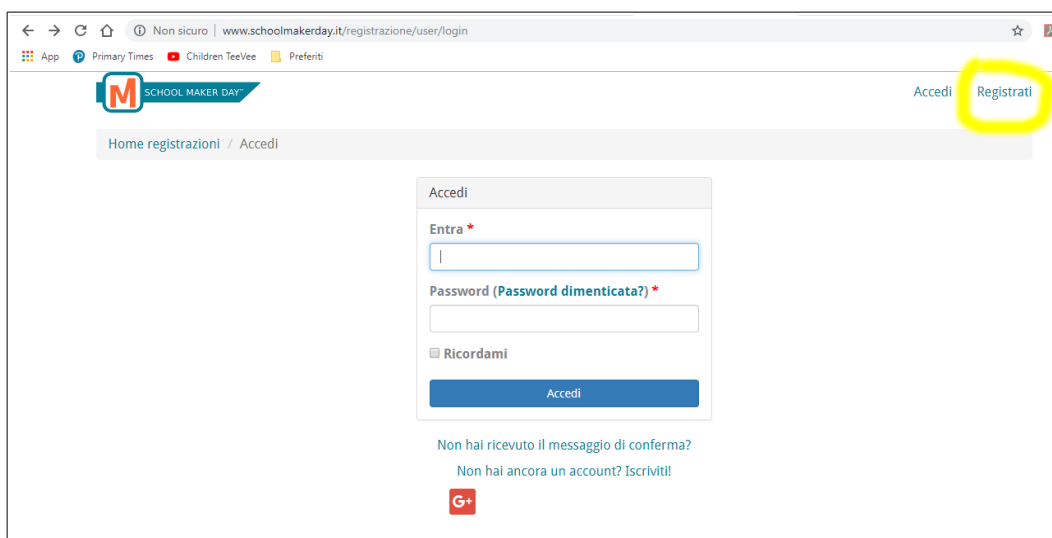 Non sicuro | www.schoolmakerday.it/registrazione/user/login
App Primary Times Children TeeVee Preferiti
M SCHOOL MAKER DAY™ Accedi Registrati
Home registrazioni / Accedi
Accedi
Entra *
Password (Password dimenticata?) *
Ricordami
Accedi
Non hai ricevuto il messaggio di conferma?
Non hai ancora un account? Iscriviti!
G+